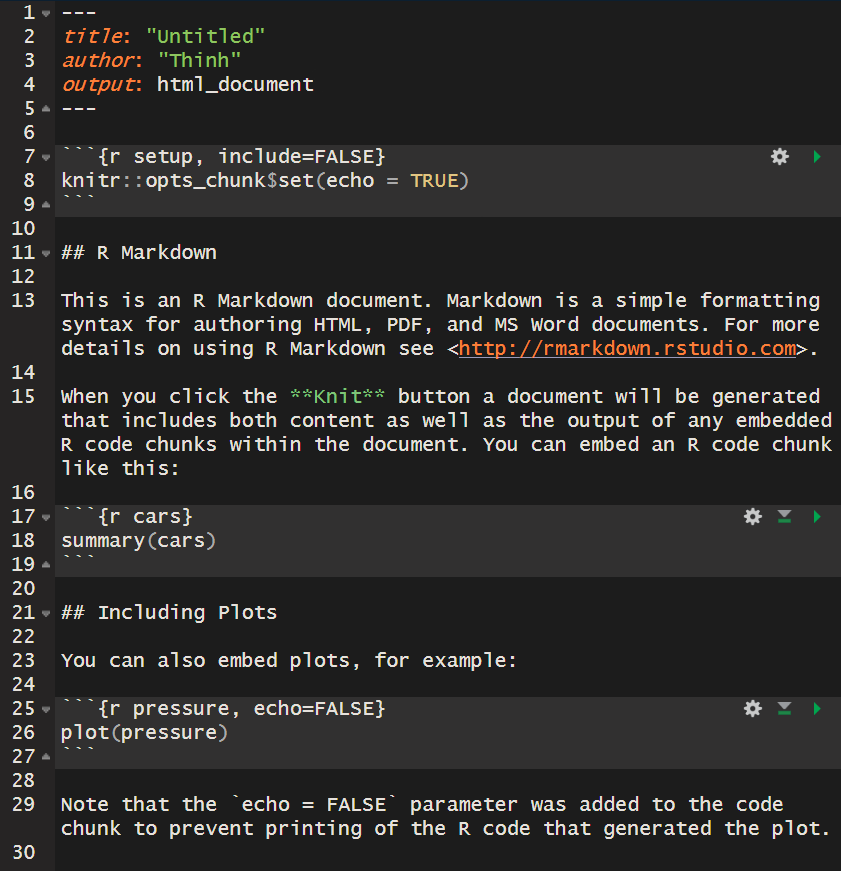 1 ---
2 title: "Untitled"
3 author: "Thinh"
4 output: html_document
5 ---
6
7 ```{r setup, include=FALSE}
8 knitr::opts_chunk$set(echo = TRUE)
9 ```
10
11 ## R Markdown
12
13 This is an R Markdown document. Markdown is a simple formatting
syntax for authoring HTML, PDF, and MS Word documents. For more
details on using R Markdown see <http://rmarkdown.rstudio.com>.
14
15 When you click the **Knit** button a document will be generated
that includes both content as well as the output of any embedded
R code chunks within the document. You can embed an R code chunk
like this:
16
17 ```{r cars}
18 summary(cars)
19 ```
20
21 ## Including Plots
22
23 You can also embed plots, for example:
24
25 ```{r pressure, echo=FALSE}
26 plot(pressure)
27 ```
28
29 Note that the `echo = FALSE` parameter was added to the code
chunk to prevent printing of the R code that generated the plot.
30